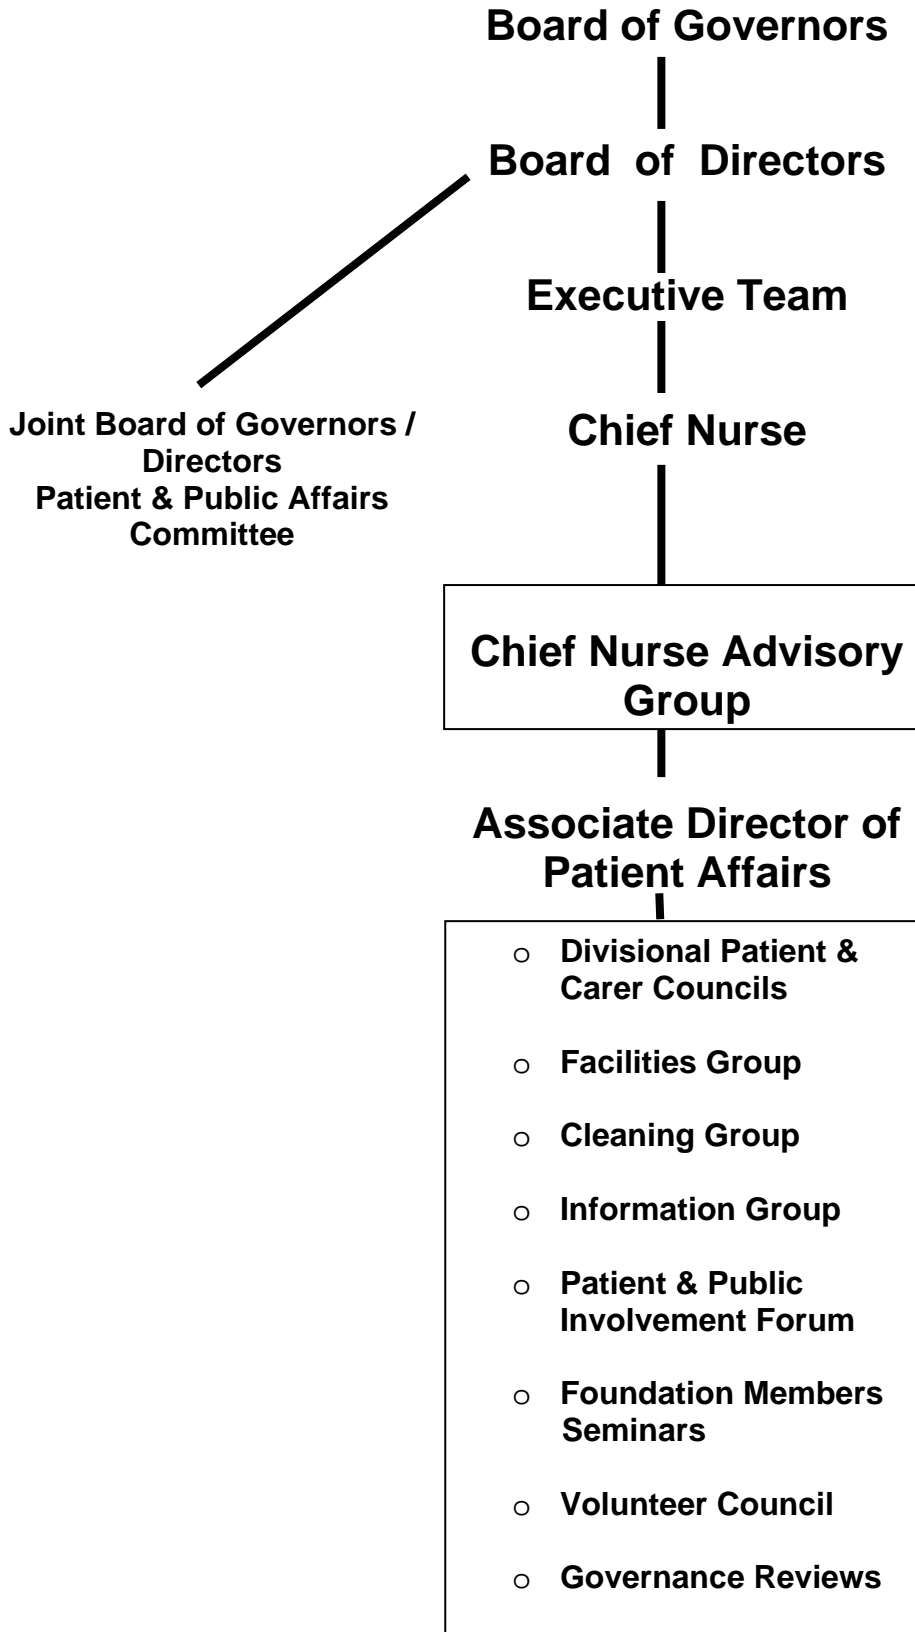 Board of Governors
Board of Directors
Executive Team
Joint Board of Governors /
Directors
Patient & Public Affairs
Committee
Chief Nurse
Chief Nurse Advisory
Group
Associate Director of
Patient Affairs
o Divisional Patient &
Carer Councils
o Facilities Group
o Cleaning Group
o Information Group
o Patient & Public
Involvement Forum
o Foundation Members
Seminars
o Volunteer Council
o Governance Reviews